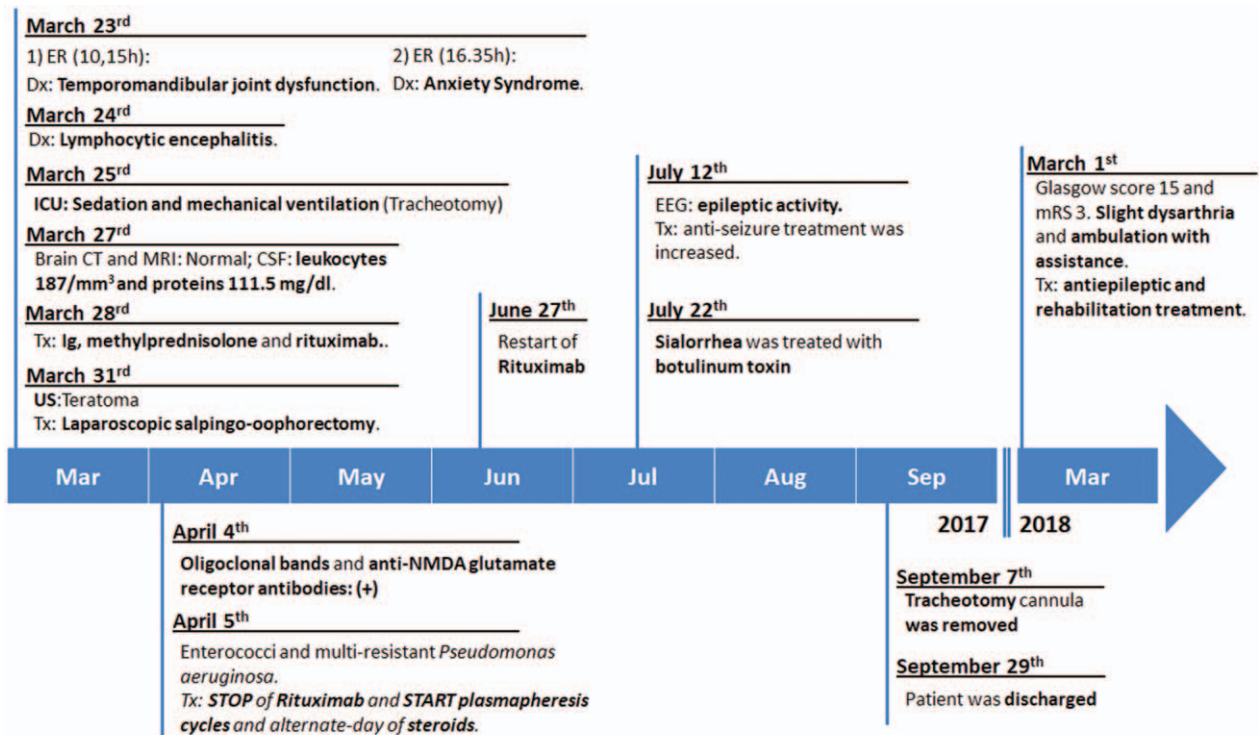 March 23rd
1) ER (10,15h):
Dx: Temporomandibular joint dysfunction.
2) ER (16.35h):
Dx: Anxiety Syndrome.
March 24rd
Dx: Lymphocytic encephalitis.
March 25rd
ICU: Sedation and mechanical ventilation (Tracheotomy)
March 27rd
Brain CT and MRI: Normal; CSF: leukocytes
187/mm3 and proteins 111.5 mg/dl.
March 28rd
Tx: Ig, methylprednisolone and rituximab..
March 31rd
US:Teratoma
Tx: Laparoscopic salpingo-oophorectomy.
June 27th
Restart of
Rituximab
July 12th
EEG: epileptic activity.
Tx: anti-seizure treatment was
increased.
July 22th
Sialorrhea was treated with
botulinum toxin
March 1st
Glasgow score 15 and
mRS 3. Slight dysarthria
and ambulation with
assistance.
Tx: antiepileptic and
rehabilitation treatment.
Mar Apr May Jun Jul Aug Sep Mar
2017 2018
April 4th
Oligoclonal bands and anti-NMDA glutamate
receptor antibodies: (+)
April 5th
Enterococci and multi-resistant Pseudomonas
aeruginosa.
Tx: STOP of Rituximab and START plasmapheresis
cycles and alternate-day of steroids.
September 7th
Tracheotomy cannula
was removed
September 29th
Patient was discharged